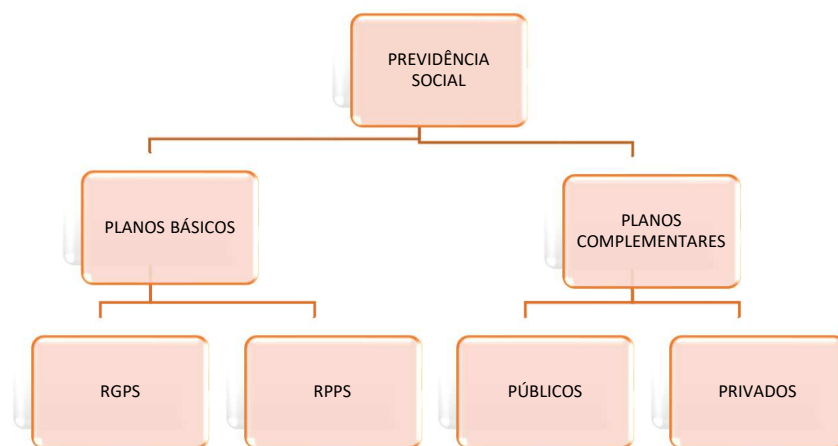 PREVIDÊNCIA
SOCIAL
PLANOS BÁSICOS
PLANOS
COMPLEMENTARES
RGPS
RPPS
PÚBLICOS
PRIVADOS